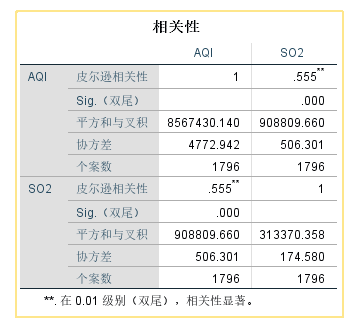 相关性
AQI SO2
AQI 皮尔逊相关性 1 .555**
Sig.（双尾） .000
平方和与叉积 8567430.140 908809.660
协方差 4772.942 506.301
个案数 1796 1796
SO2 皮尔逊相关性 .555** 1
Sig.（双尾） .000
平方和与叉积 908809.660 313370.358
协方差 506.301 174.580
个案数 1796 1796
**. 在 0.01 级别（双尾），相关性显著。